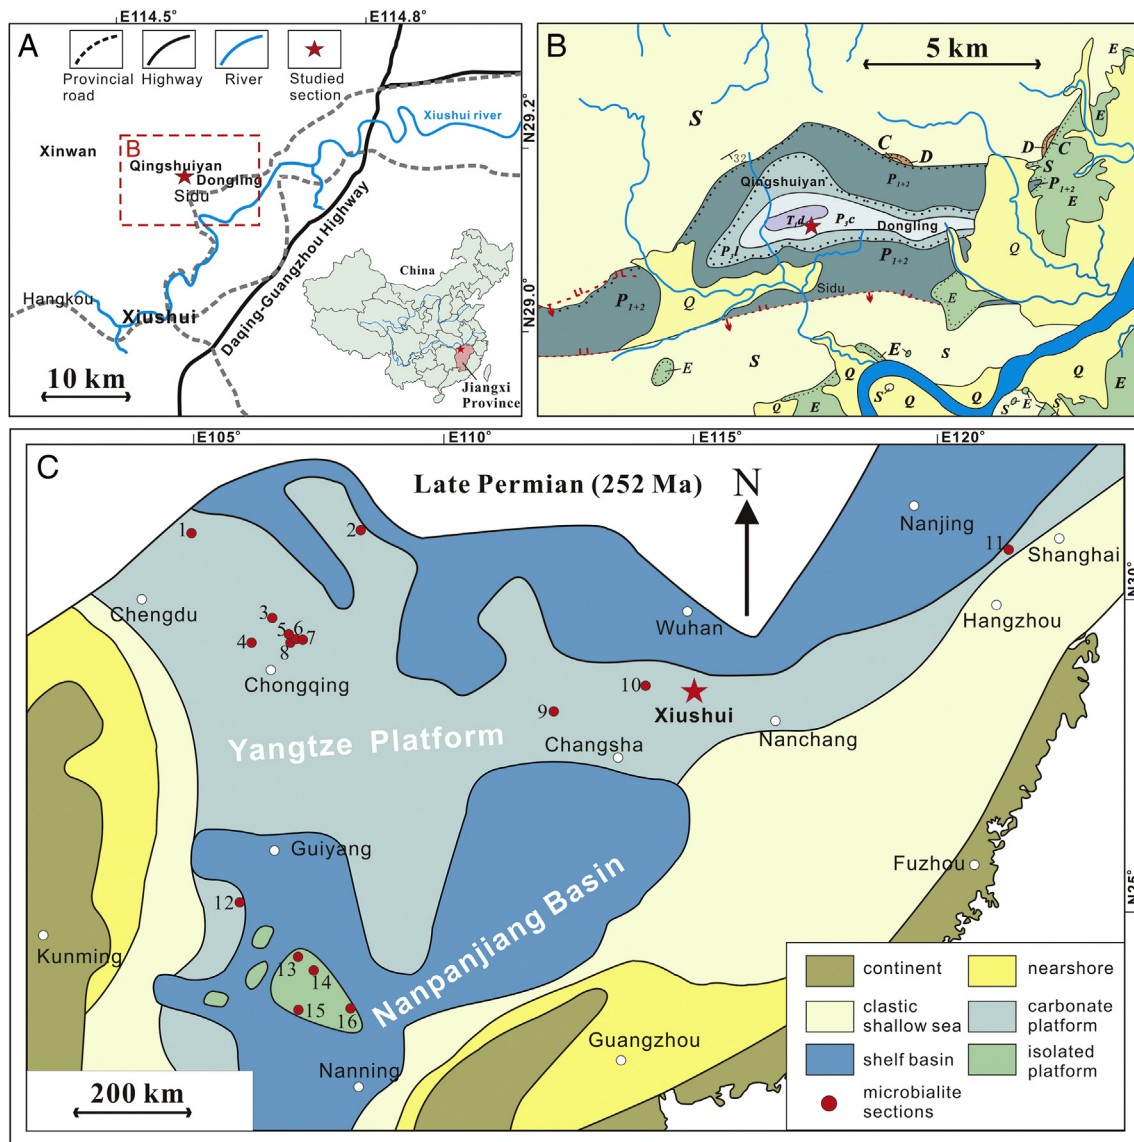 E114.5°
E114.8°
A
Provincial
road
Highway
River
Studied
section
Xiushui river
N29.2°
Xinwan
B
Qingshuiyan
Dongling
Sidu
Daqing-Guangzhou Highway
China
Hangkou
Xiushui
N29.0°
10 km
Jiangxi
Province
B
5 km
E
E
S
32
C
D
D
C
S
P1+2
E
P1+2
Qingshuiyan
T1d
P3c
Dongling
P3l
P1+2
Q
P1+2
Q
Sidu
E
S
E
S
E
Q
Q
S
Q
E
Q
Q
S
E
S
E
C
E105°
E110°
E115°
E120°
Late Permian (252 Ma)
N
1
2
Nanjing
11
Shanghai
N30°
Chengdu
3
5
6
7
4
8
Wuhan
Hangzhou
Chongqing
10
9
Xiushui
Yangtze Platform
Changsha
Nanchang
Guiyang
Fuzhou
N25°
12
Nanpanjiang Basin
Kunming
13
14
15
16
Guangzhou
Nanning
200 km
continent
nearshore
clastic
shallow sea
carbonate
platform
shelf basin
isolated
platform
microbialite
sections